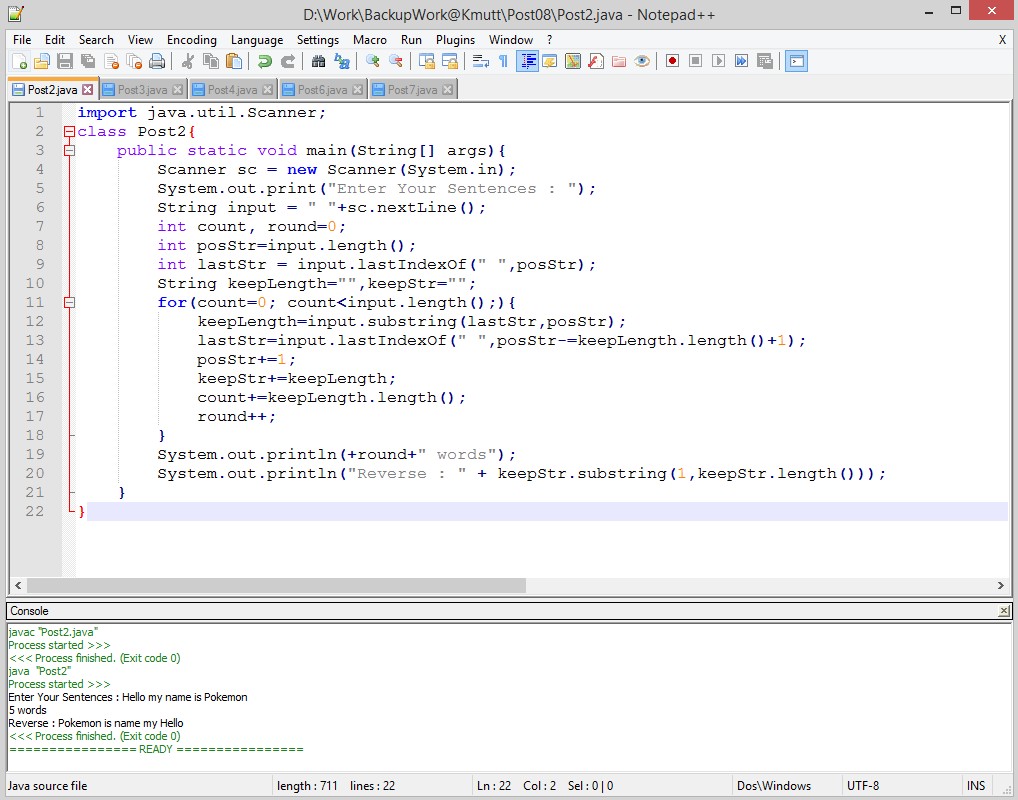 D:\Work\BackupWork@Kmutt\Post08\Post2.java - Notepad++
File Edit Search View Encoding Language Settings Macro Run Plugins Window ? X
Post2.java Post3.java Post4.java Post6.java Post7.java
1 import java.util.Scanner;
2 class Post2{
3 public static void main(String[] args){
4 Scanner sc = new Scanner(System.in);
5 System.out.print("Enter Your Sentences : ");
6 String input = " "+sc.nextLine();
7 int count, round=0;
8 int posStr=input.length();
9 int lastStr = input.lastIndexOf(" ",posStr);
10 String keepLength="",keepStr="";
11 for(count=0; count<input.length();){
12 keepLength=input.substring(lastStr,posStr);
13 lastStr=input.lastIndexOf(" ",posStr-=keepLength.length()+1);
14 posStr+=1;
15 keepStr+=keepLength;
16 count+=keepLength.length();
17 round++;
18 }
19 System.out.println(+round+" words");
20 System.out.println("Reverse : " + keepStr.substring(1,keepStr.length()));
21 }
22 }
Console
javac "Post2.java"
Process started >>>
<<< Process finished. (Exit code 0)
java "Post2"
Process started >>>
Enter Your Sentences : Hello my name is Pokemon
5 words
Reverse : Pokemon is name my Hello
<<< Process finished. (Exit code 0)
================ READY ================
Java source file length : 711 lines : 22 Ln : 22 Col : 2 Sel : 0 | 0 Dos\Windows UTF-8 INS